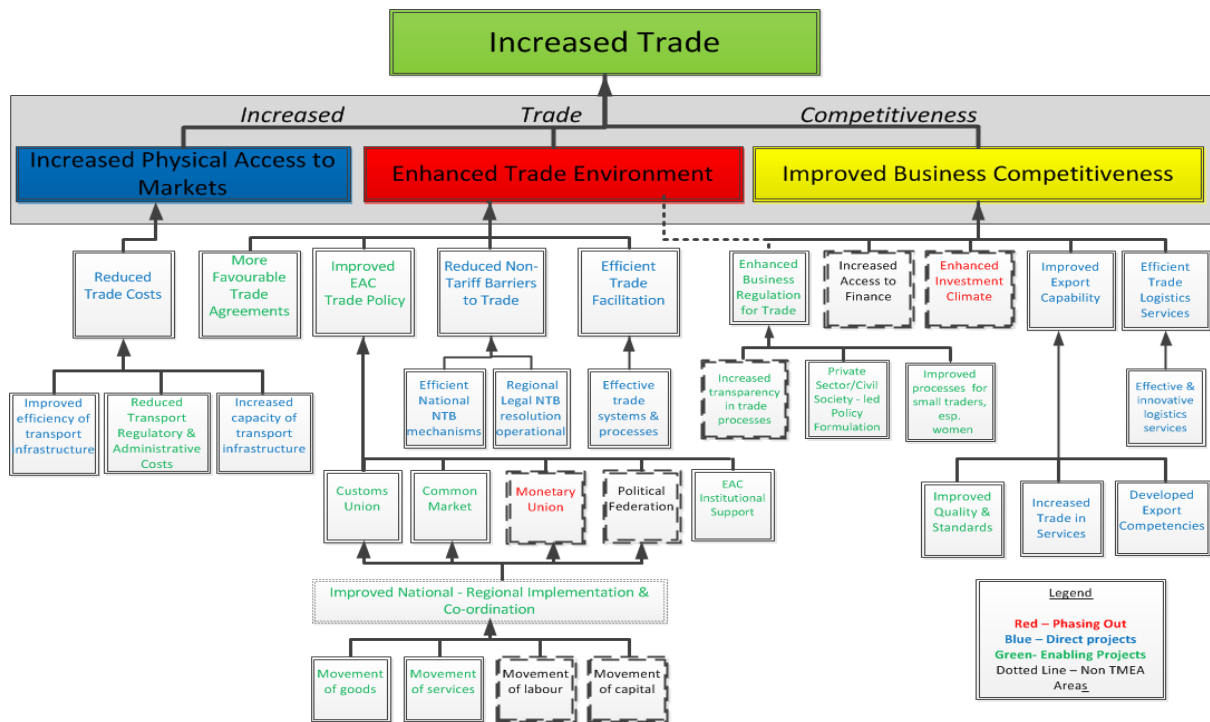 Increased Trade
Increased Trade Competitiveness
Increased Physical Access to
Markets
Enhanced Trade Environment
Improved Business Competitiveness
Reduced
Trade Costs
More
Favourable
Trade
Agreements
Improved
EAC
Trade Policy
Reduced Non-
Tariff Barriers
to Trade
Efficient
Trade
Facilitation
Enhanced
Business
Regulation
for Trade
Increased
Access to
Finance
Enhanced
Investment
Climate
Improved
Export
Capability
Efficient
Trade
Logistics
Services
Improved
efficiency of
transport
infrastructure
Reduced
Transport
Regulatory &
Administrative
Costs
Increased
capacity of
transport
infrastructure
Efficient
National
NTB
mechanisms
Regional
Legal NTB
resolution
operational
Effective
trade
systems &
processes
Increased
transparency
in trade
processes
Private
Sector/Civil
Society - led
Policy
Formulation
Improved
processes for
small traders,
esp.
women
Effective &
innovative
logistics
services
Customs
Union
Common
Market
Monetary
Union
Political
Federation
EAC
Institutional
Support
Improved
Quality &
Standards
Increased
Trade in
Services
Developed
Export
Competencies
Improved National - Regional Implementation &
Co-ordination
Movement
of goods
Movement
of services
Movement
of labour
Movement
of capital
Legend
Red – Phasing Out
Blue – Direct projects
Green- Enabling Projects
Dotted Line – Non TMEA
Areas